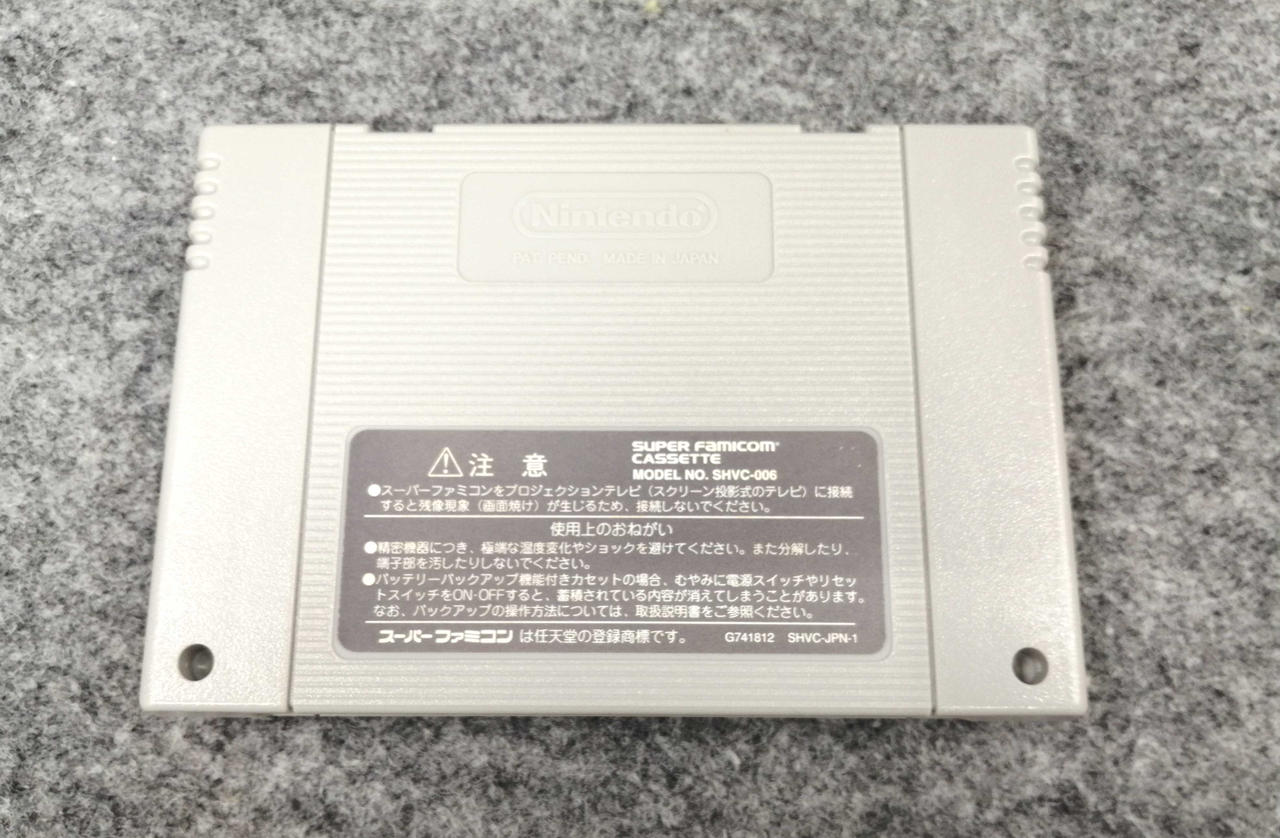 Nintendo
PAT. PEND. MADE IN JAPAN
注 意
SUPER FAMICOM
CASSETTE
MODEL NO. SHVC-006
●スーパーファミコンをプロジェクションテレビ(スクリーン投影式のテレビ)に接続
すると残像現象(画面焼け)が生じるため、接続しないでください。
使用上のおねがい
●精密機器につき、極端な温度変化やショックを避けてください。また分解したり、
端子部を汚したりしないでください。
●バッテリーバックアップ機能付きカセットの場合、むやみに電源スイッチやリセッ
トスイッチをON・OFFすると、蓄積されている内容が消えてしまうことがあります。
なお、バックアップの操作方法については、取扱説明書をご参照ください。
スーパーファミコン は任天堂の登録商標です。 G741812 SHVC-JPN-1